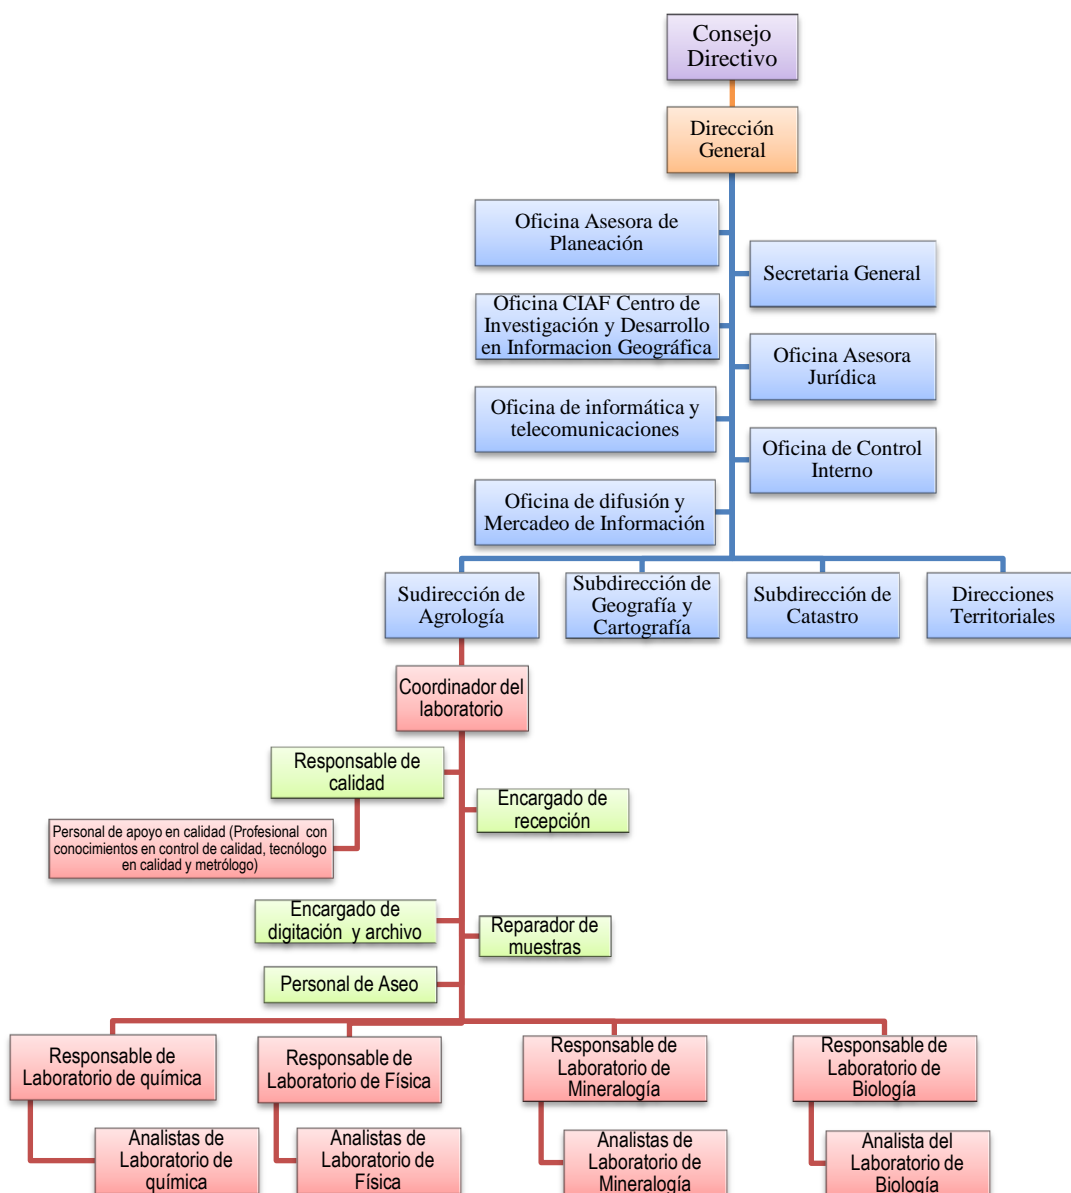 Consejo
Directivo
Dirección
General
Oficina Asesora de
Planeación
Secretaria General
Oficina CIAF Centro de
Investigación y Desarrollo
en Informacion Geográfica
Oficina Asesora
Jurídica
Oficina de informática y
telecomunicaciones
Oficina de Control
Interno
Oficina de difusión y
Mercadeo de Información
Sudirección de
Agrología
Subdirección de
Geografía y
Cartografía
Subdirección de
Catastro
Direcciones
Territoriales
Coordinador del
laboratorio
Responsable de
calidad
Encargado de
recepción
Personal de apoyo en calidad (Profesional con
conocimientos en control de calidad, tecnólogo
en calidad y metrólogo)
Encargado de
digitación y archivo
Reparador de
muestras
Personal de Aseo
Responsable de
Laboratorio de química
Responsable de
Laboratorio de Física
Responsable de
Laboratorio de
Mineralogía
Responsable de
Laboratorio de
Biología
Analistas de
Laboratorio de
química
Analistas de
Laboratorio de
Física
Analistas de
Laboratorio de
Mineralogía
Analista del
Laboratorio de
Biología